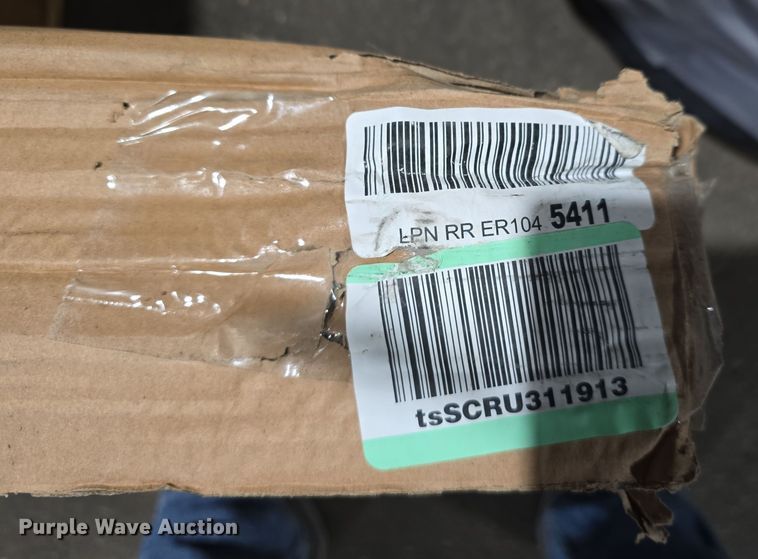 LPN RR ER104 5411
tsSCRU311913
Purple Wave Auction